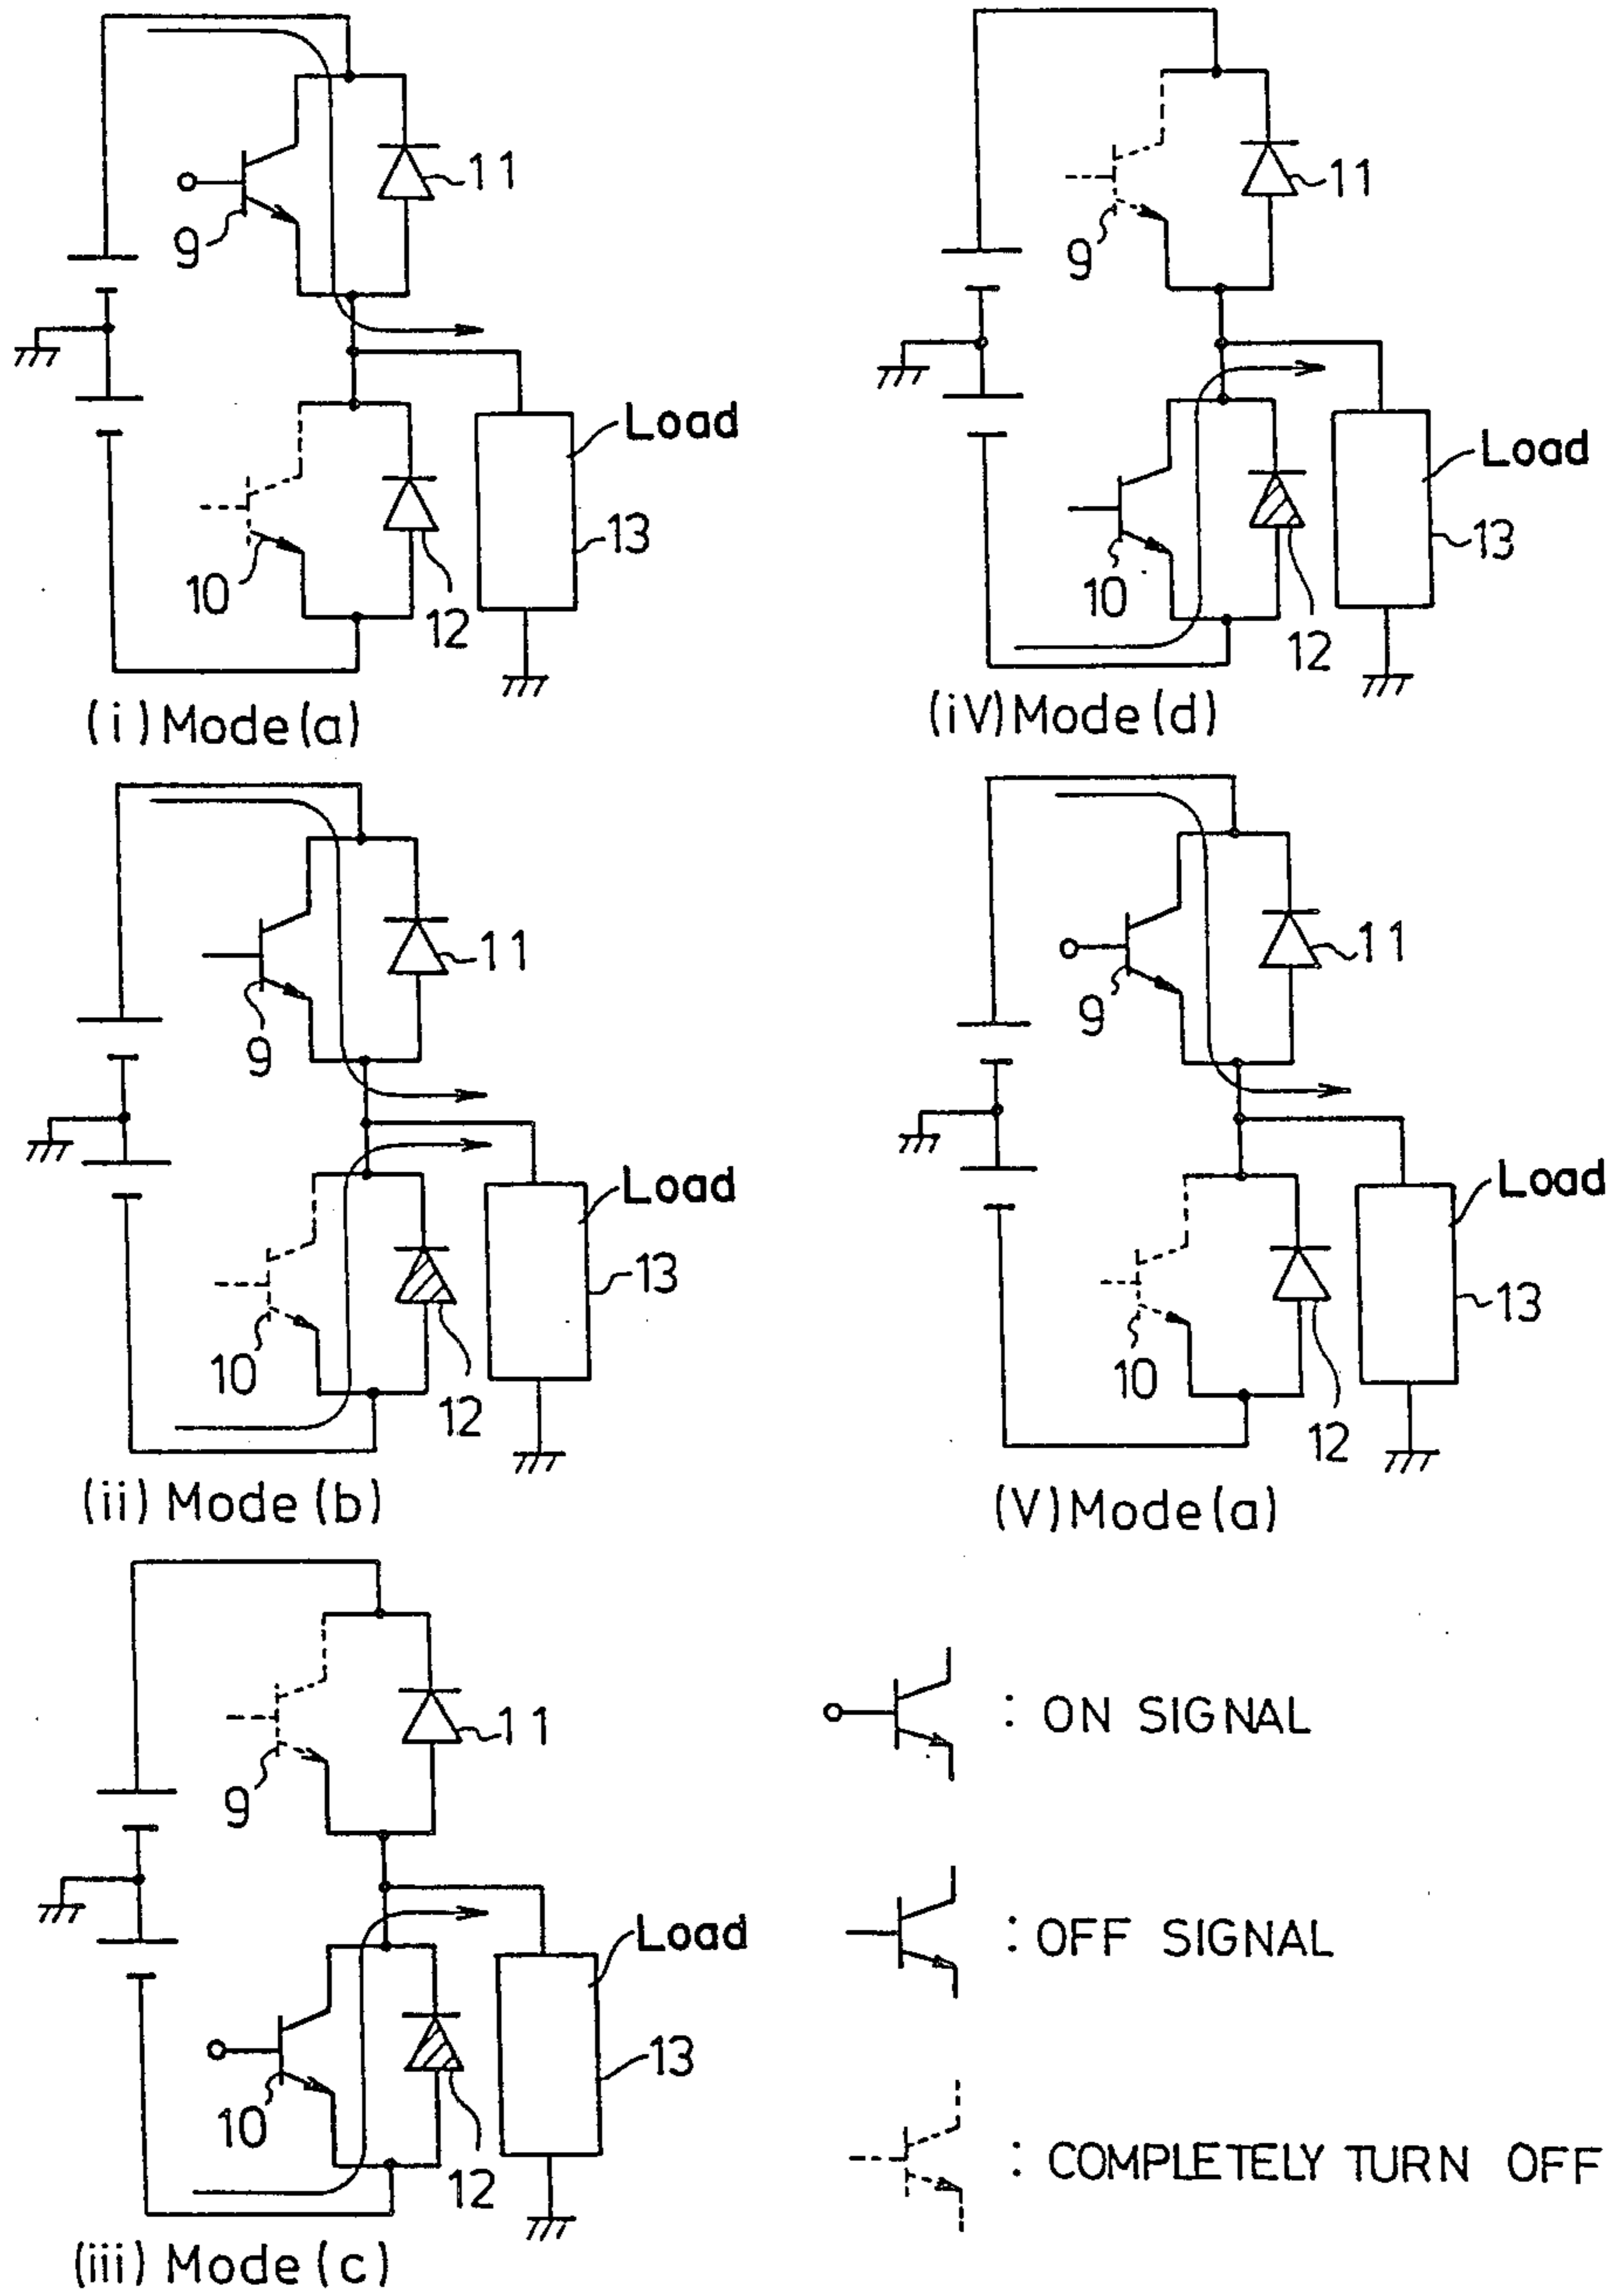 11
9
Load
10
12
13
(i) Mode (a)
11
9
Load
13
10
12
(ii) Mode (b)
11
9
Load
13
10
12
(iii) Mode (c)
11
9
Load
13
10
12
(iV) Mode (d)
11
9
Load
13
10
12
(V) Mode (a)
: ON SIGNAL
: OFF SIGNAL
: COMPLETELY TURN OFF